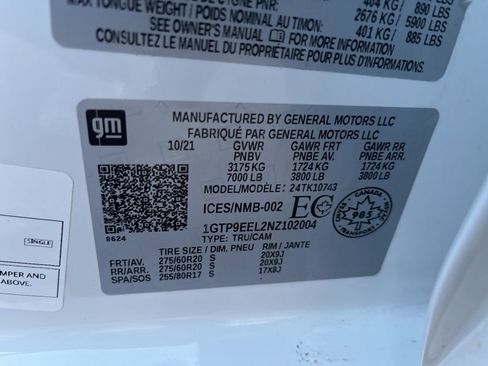 404 KG / 890 LBS
MAX TONGUE WEIGHT / POIDS NOMINAL AU TIMON:
2676 KG / 5900 LBS
SEE OWNER'S MANUAL FOR MORE INFORMATION
401 KG / 885 LBS
CONSULTEZ LE MANUEL DU PROPRIÉTAIRE POUR PLUS D'INFORMATIONS
gm
MANUFACTURED BY GENERAL MOTORS LLC
FABRIQUÉ PAR GENERAL MOTORS LLC
10/21 GVWR GAWR FRT GAWR RR
PNBV PNBE AV. PNBE ARR
3175 KG 1724 KG 1724 KG
7000 LB 3800 LB 3800 LB
MODEL/MODÈLE: 24TK10743
ICES/NMB-002 EC
1GTP9EEL2NZ102004
TYPE: TRU/CAM
8624
TIRE SIZE / DIM. PNEU RIM / JANTE
FRT/AV. 275/60R20 S 20X9J
RR/ARR. 275/60R20 S 20X9J
SPA/SOS 255/80R17 S 17X8J
CANADA
985
TRANSPORT
SINGLE
MPER AND
ABOVE.